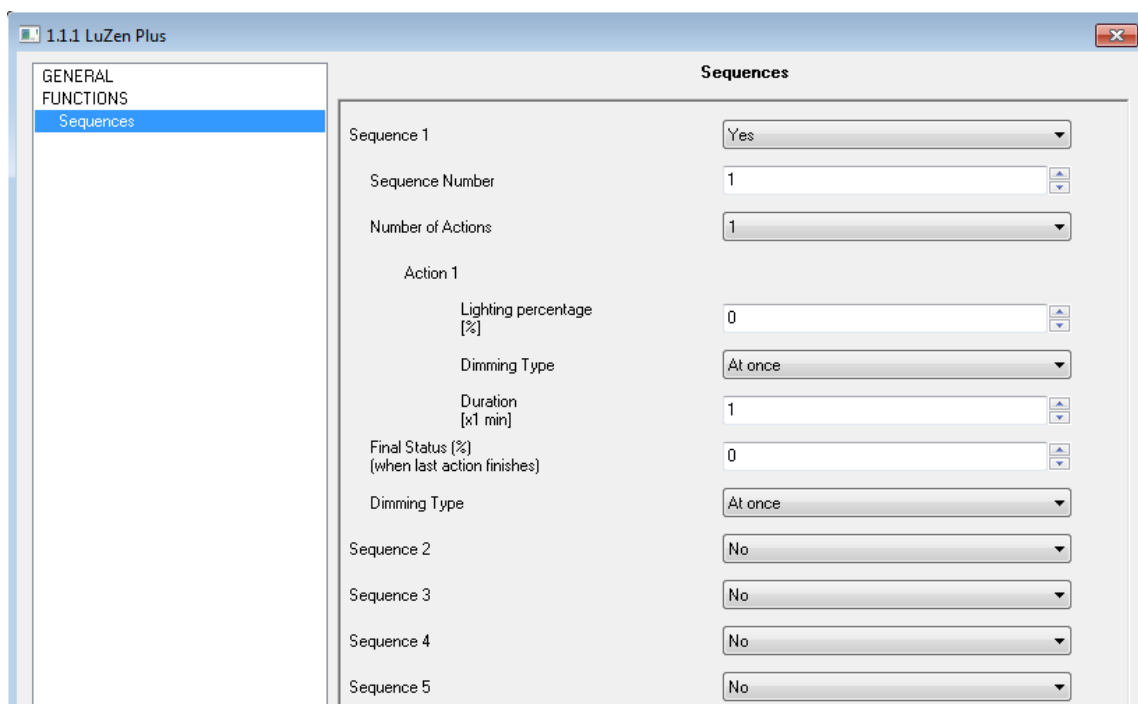 1.1.1 LuZen Plus
GENERAL
FUNCTIONS
Sequences
Sequences
Sequence 1
Yes
Sequence Number
1
Number of Actions
1
Action 1
Lighting percentage
[%]
0
Dimming Type
At once
Duration
[x1 min]
1
Final Status (%)
(when last action finishes)
0
Dimming Type
At once
Sequence 2
No
Sequence 3
No
Sequence 4
No
Sequence 5
No